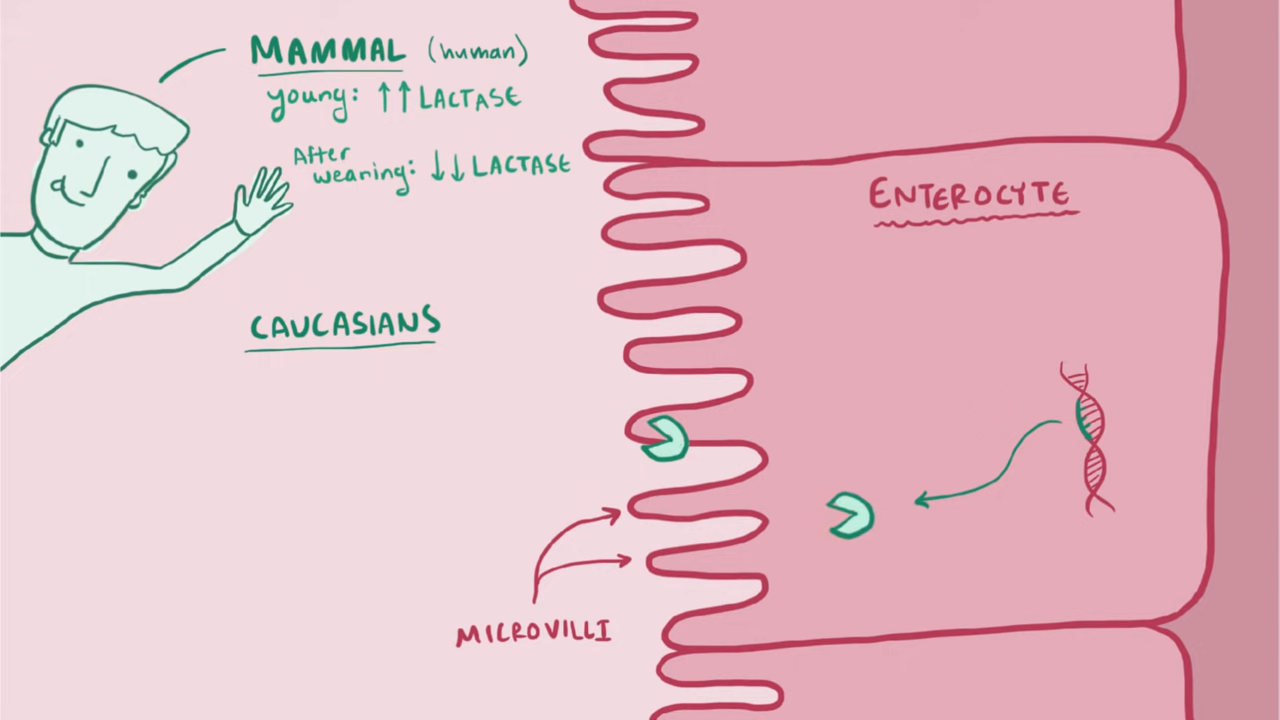 MAMMAL (human)
young: ↑↑ LACTASE
After
weaning: ↓↓ LACTASE
CAUCASIANS
ENTEROCYTE
MICROVILLI